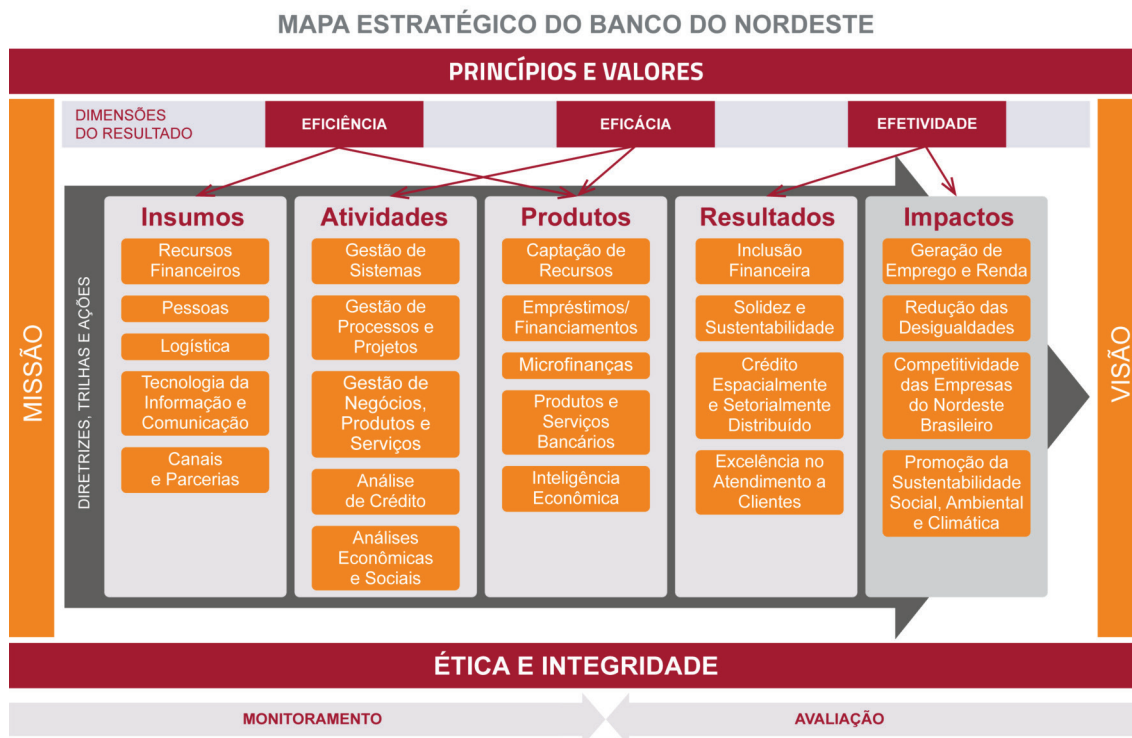 MAPA ESTRATÉGICO DO BANCO DO NORDESTE
PRINCÍPIOS E VALORES
MISSÃO
DIMENSÕES
DO RESULTADO
EFICIÊNCIA
EFICÁCIA
EFETIVIDADE
DIRETRIZES, TRILHAS E AÇÕES
Insumos
Recursos
Financeiros
Pessoas
Logística
Tecnologia da
Informação e
Comunicação
Canais
e Parcerias
Atividades
Gestão de
Sistemas
Gestão de
Processos e
Projetos
Gestão de
Negócios,
Produtos e
Serviços
Análise
de Crédito
Análises
Econômicas
e Sociais
Produtos
Captação de
Recursos
Empréstimos/
Financiamentos
Microfinanças
Produtos e
Serviços
Bancários
Inteligência
Econômica
Resultados
Inclusão
Financeira
Solidez e
Sustentabilidade
Crédito
Espacialmente
e Setorialmente
Distribuído
Excelência no
Atendimento a
Clientes
Impactos
Geração de
Emprego e Renda
Redução das
Desigualdades
Competitividade
das Empresas
do Nordeste
Brasileiro
Promoção da
Sustentabilidade
Social, Ambiental
e Climática
VISÃO
ÉTICA E INTEGRIDADE
MONITORAMENTO
AVALIAÇÃO